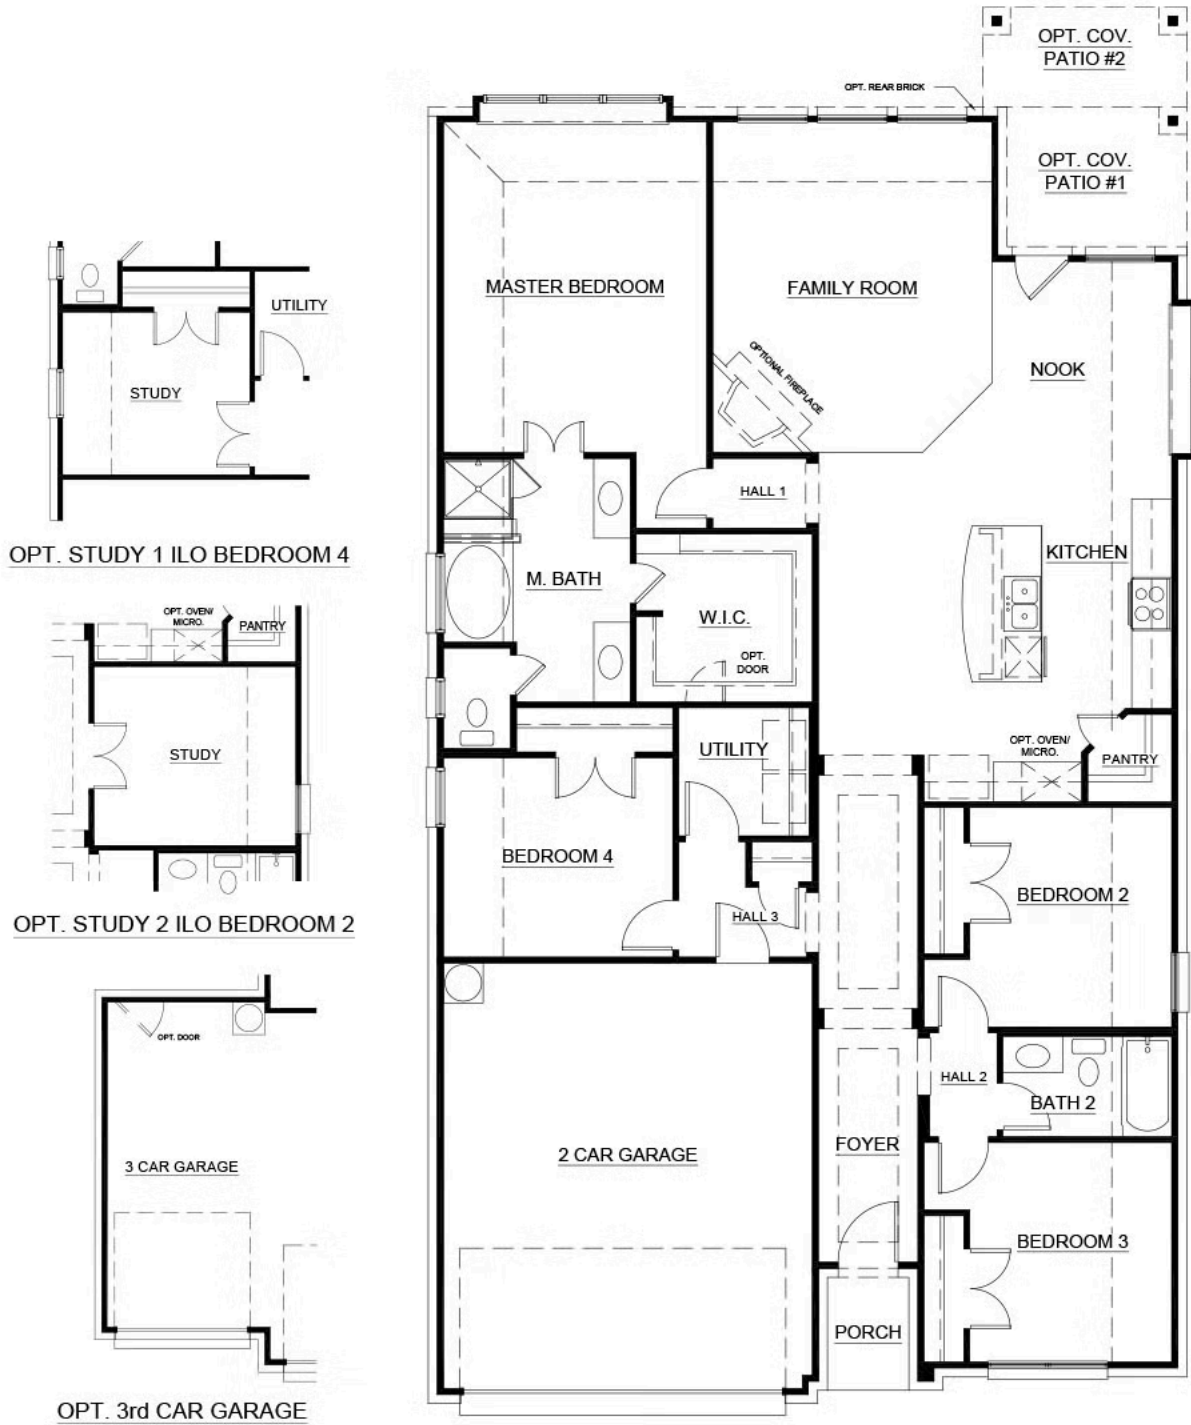 OPT. COV.
PATIO #2
OPT. REAR BRICK
OPT. COV.
PATIO #1
MASTER BEDROOM
FAMILY ROOM
OPTIONAL FIREPLACE
NOOK
HALL 1
KITCHEN
M. BATH
W.I.C.
OPT.
DOOR
UTILITY
OPT. OVEN/
MICRO.
PANTRY
BEDROOM 4
BEDROOM 2
HALL 3
HALL 2
BATH 2
FOYER
2 CAR GARAGE
BEDROOM 3
PORCH
UTILITY
STUDY
OPT. STUDY 1 ILO BEDROOM 4
OPT. OVEN/
MICRO.
PANTRY
STUDY
OPT. STUDY 2 ILO BEDROOM 2
OPT. DOOR
3 CAR GARAGE
OPT. 3rd CAR GARAGE